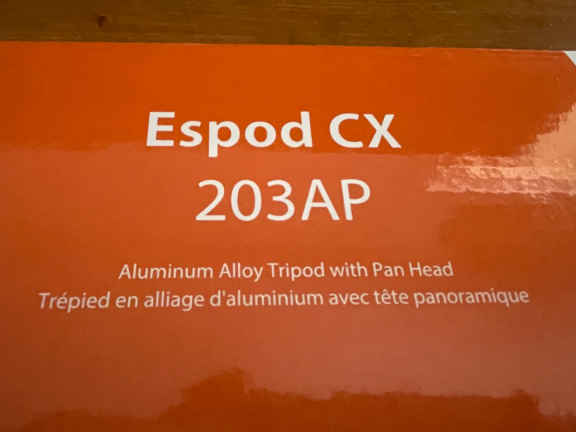 Espod CX
203AP
Aluminum Alloy Tripod with Pan Head
Trépied en alliage d'aluminium avec tête panoramique